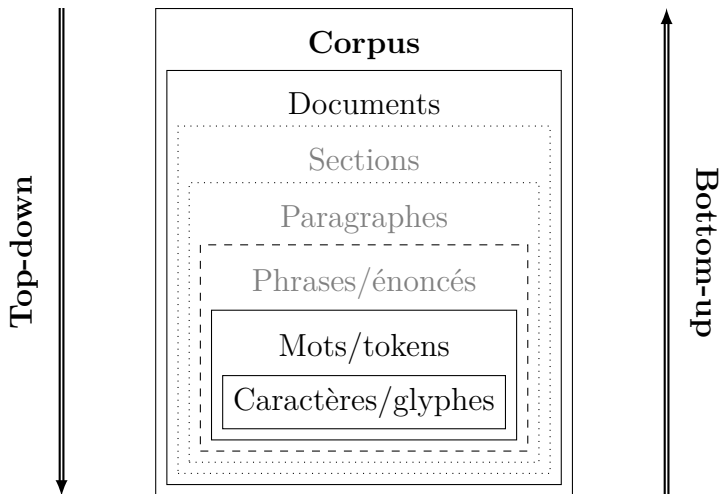 Corpus
Documents
Sections
Paragraphes
Phrases/énoncés
Mots/tokens
Caractères/glyphes
Top-down
Bottom-up